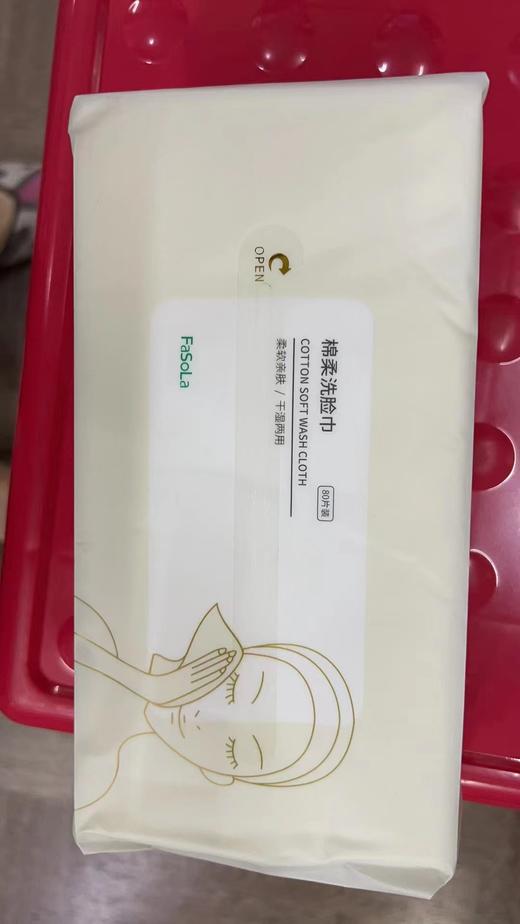 棉柔洗脸巾
80片装
COTTON SOFT WASH CLOTH
柔软亲肤 / 干湿两用
OPEN
FaSoLa